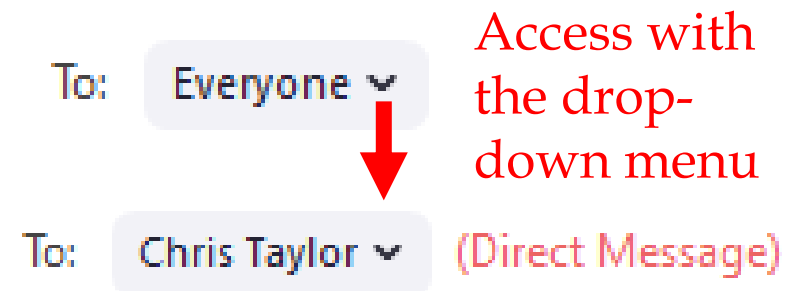 To: Everyone
Access with
the drop-
down menu
To: Chris Taylor (Direct Message)